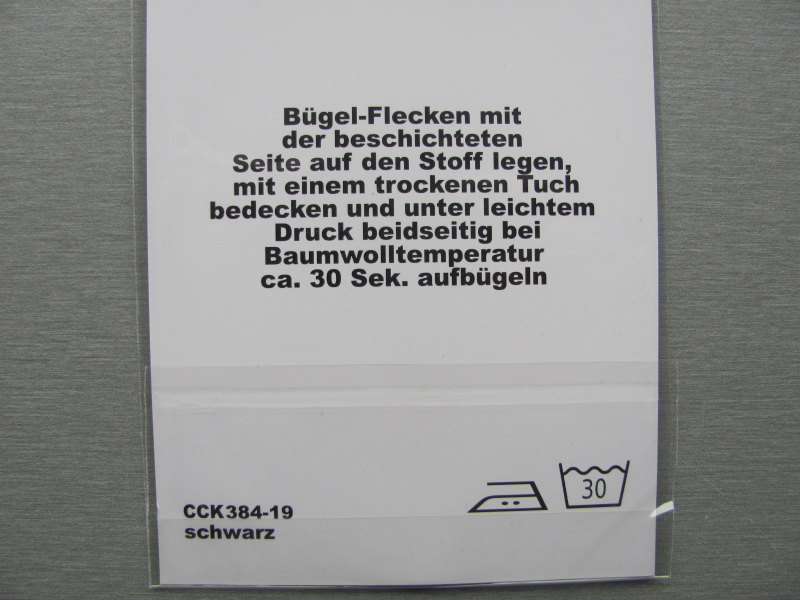 Bügel-Flecken mit
der beschichteten
Seite auf den Stoff legen,
mit einem trockenen Tuch
bedecken und unter leichtem
Druck beidseitig bei
Baumwolltemperatur
ca. 30 Sek. aufbügeln
30
CCK384-19
schwarz